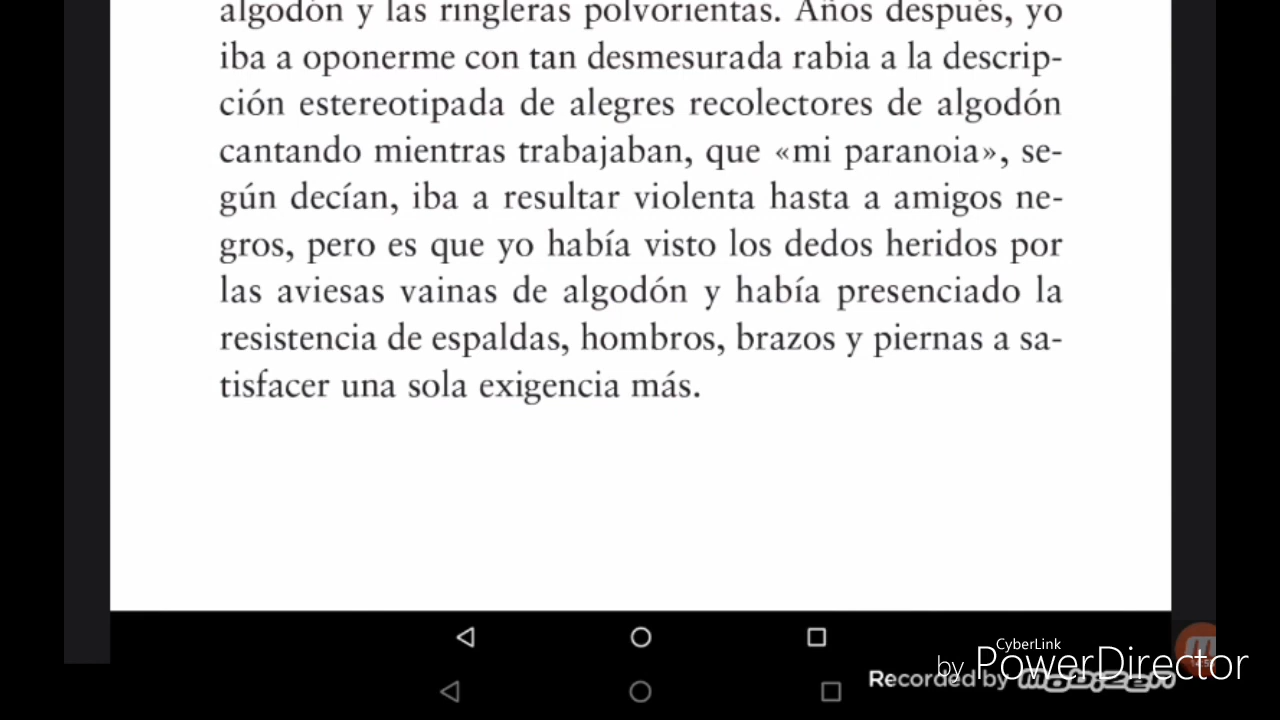 algodón y las ringleras polvorientas. Años después, yo
iba a oponerme con tan desmesurada rabia a la descrip-
ción estereotipada de alegres recolectores de algodón
cantando mientras trabajaban, que «mi paranoia», se-
gún decían, iba a resultar violenta hasta a amigos ne-
gros, pero es que yo había visto los dedos heridos por
las aviesas vainas de algodón y había presenciado la
resistencia de espaldas, hombros, brazos y piernas a sa-
tisfacer una sola exigencia más.
CyberLink
by PowerDirector
Recorded by mobizen